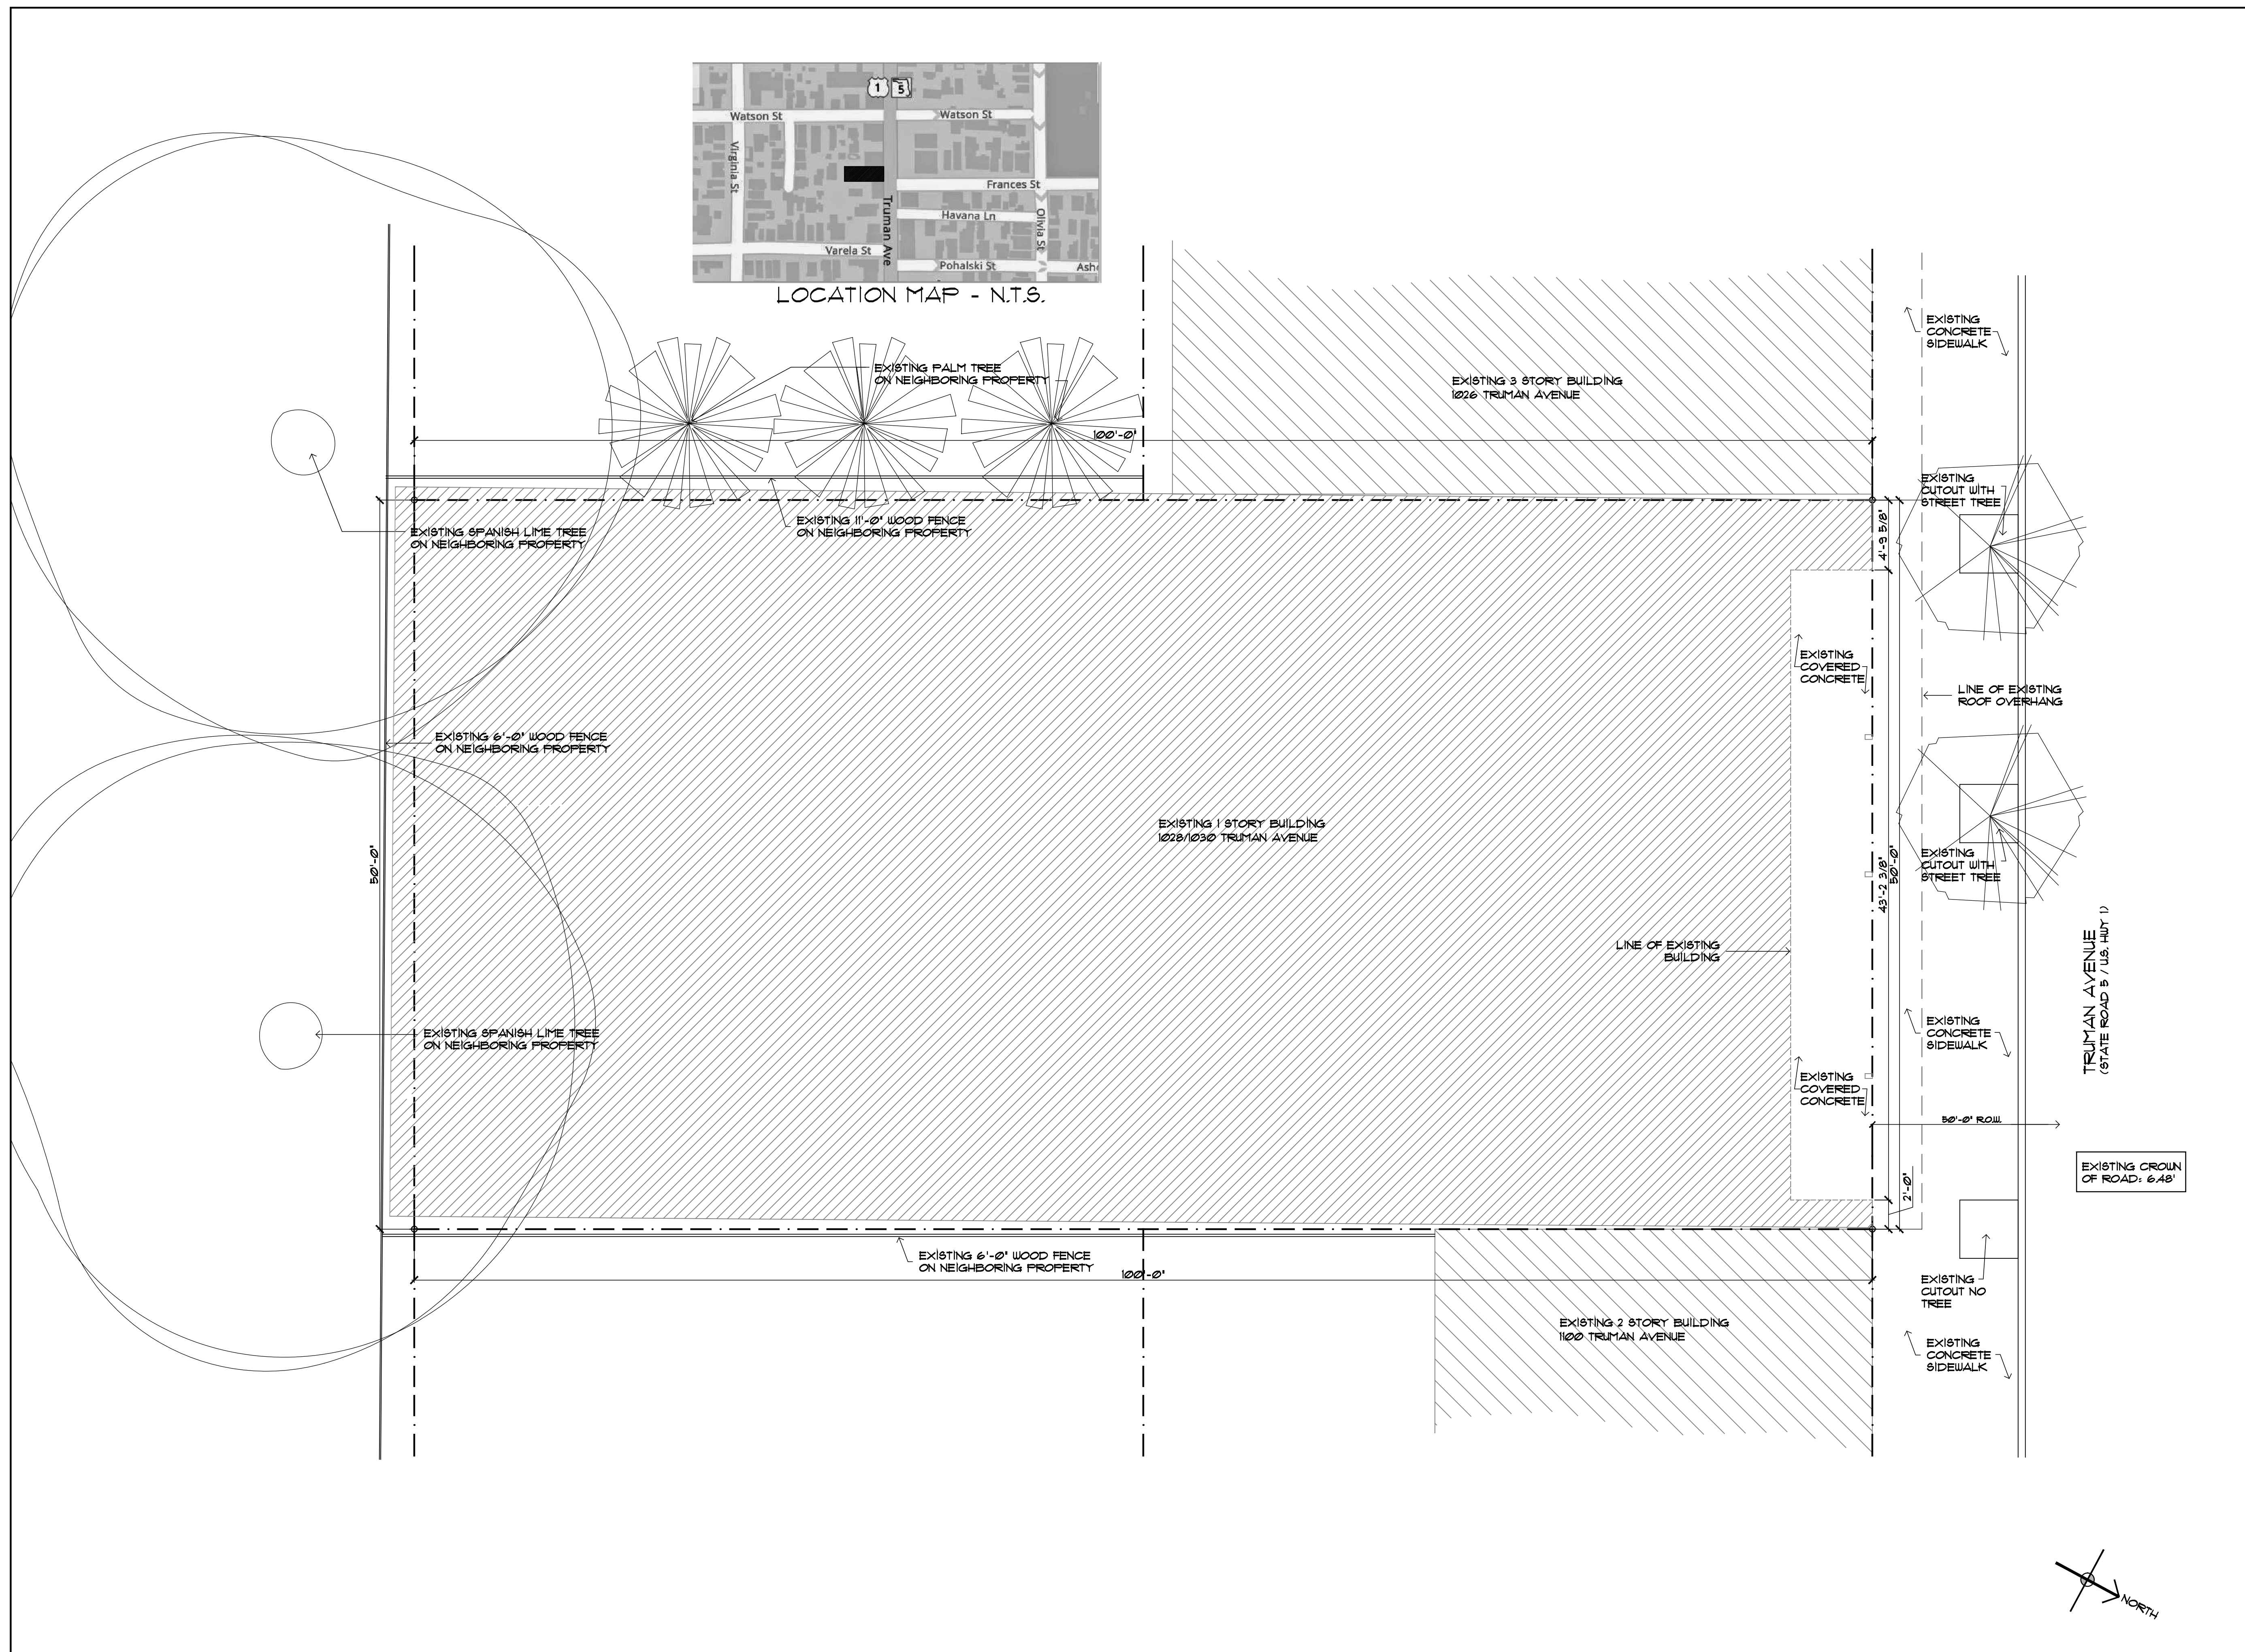 1
5
Watson St
Watson St
Virginia St
Frances St
Truman Ave
Havana Ln
Olivia St
Varela St
Pohalski St
Ashe
LOCATION MAP - N.T.S.
EXISTING
CONCRETE
SIDEWALK
EXISTING PALM TREE
ON NEIGHBORING PROPERTY
EXISTING 3 STORY BUILDING
1026 TRUMAN AVENUE
100'-0"
EXISTING
CUTOUT WITH
STREET TREE
EXISTING SPANISH LIME TREE
ON NEIGHBORING PROPERTY
EXISTING 11'-0" WOOD FENCE
ON NEIGHBORING PROPERTY
4'-9 5/8"
EXISTING
COVERED
CONCRETE
LINE OF EXISTING
ROOF OVERHANG
EXISTING 6'-0" WOOD FENCE
ON NEIGHBORING PROPERTY
50'-0"
EXISTING 1 STORY BUILDING
1028/1030 TRUMAN AVENUE
43'-2 3/8"
50'-0"
EXISTING
CUTOUT WITH
STREET TREE
LINE OF EXISTING
BUILDING
TRUMAN AVENUE
(STATE ROAD 5 / U.S. HWY 1)
EXISTING SPANISH LIME TREE
ON NEIGHBORING PROPERTY
EXISTING
CONCRETE
SIDEWALK
EXISTING
COVERED
CONCRETE
50'-0" R.O.W.
EXISTING CROWN
OF ROAD: 6.48'
2'-0"
EXISTING 6'-0" WOOD FENCE
ON NEIGHBORING PROPERTY
100'-0"
EXISTING
CUTOUT NO
TREE
EXISTING 2 STORY BUILDING
1100 TRUMAN AVENUE
EXISTING
CONCRETE
SIDEWALK
NORTH